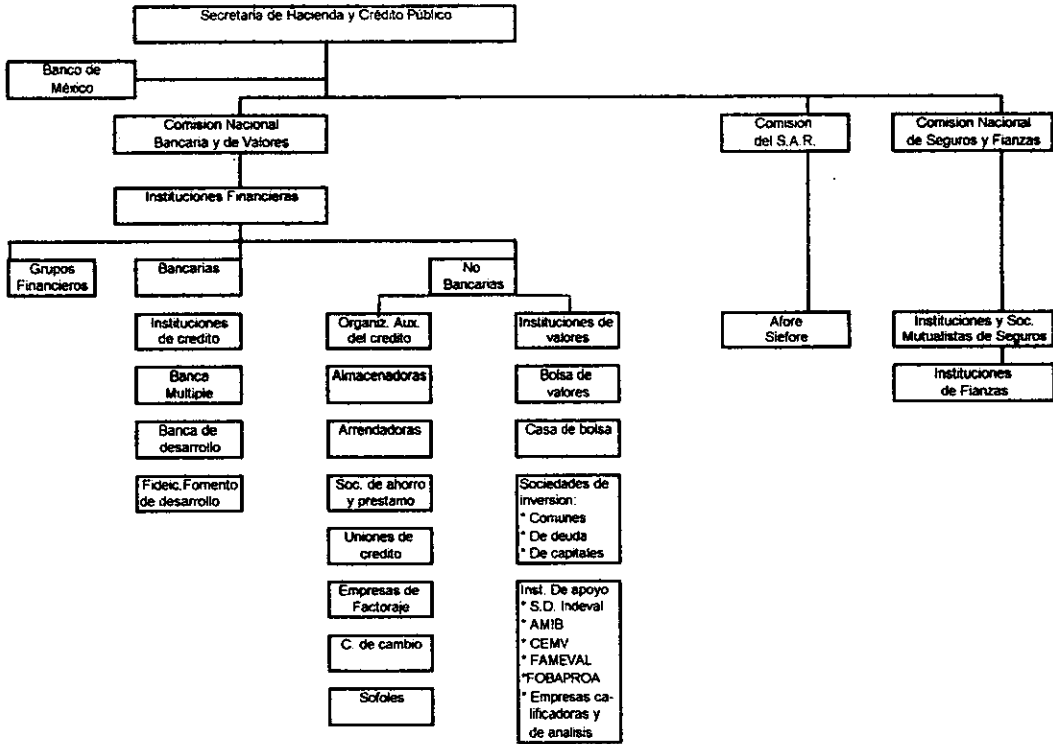 Secretaria de Hacienda y Crédito Público
Banco de
México
Comision Nacional
Bancaria y de Valores
Comision
del S.A.R.
Comision Nacional
de Seguros y Fianzas
Instituciones Financieras
Grupos
Financieros
Bancarias
No
Bancarias
Instituciones
de credito
Organiz. Aux.
del credito
Instituciones de
valores
Afore
Siefore
Instituciones y Soc.
Mutualistas de Seguros
Banca
Multiple
Almacenadoras
Bolsa de
valores
Instituciones
de Fianzas
Banca de
desarrollo
Arrendadoras
Casa de bolsa
Fideic.Fomento
de desarrollo
Soc. de ahorro
y prestamo
Sociedades de
inversion:
* Comunes
* De deuda
* De capitales
Uniones de
credito
Empresas de
Factoraje
C. de cambio
Sofoles
Inst. De apoyo
* S.D. Indeval
* AMIB
* CEMV
* FAMEVAL
*FOBAPROA
* Empresas ca-
lificadoras y
de analisis